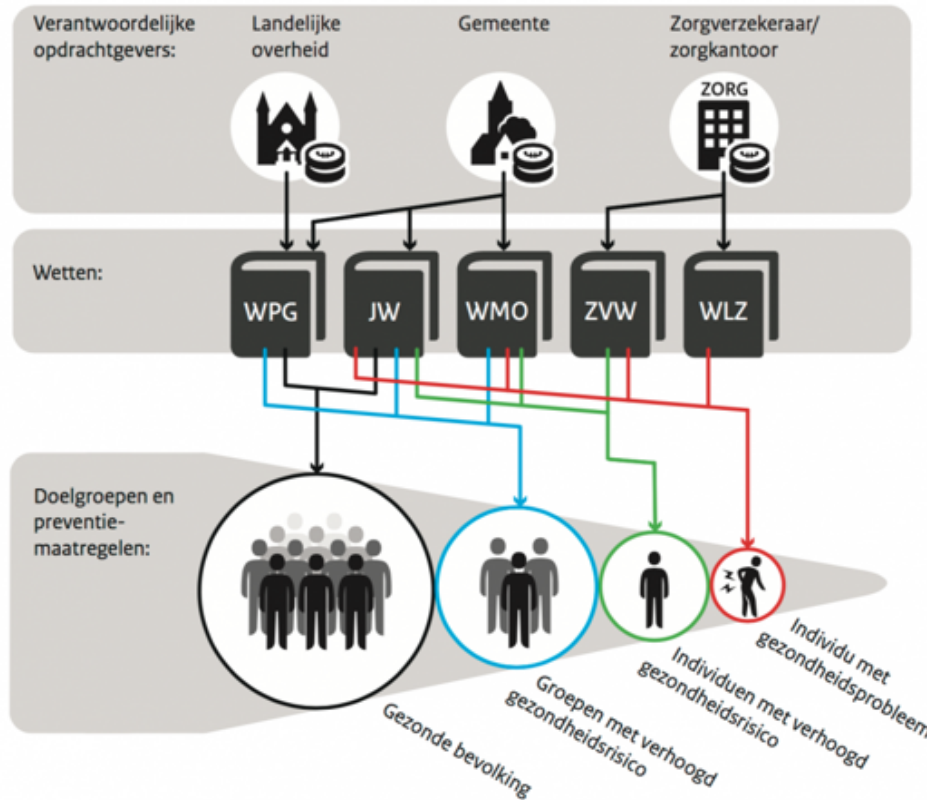 Verantwoordelijke
opdrachtgevers:
Landelijke
overheid
Gemeente
Zorgverzekeraar/
zorgkantoor
ZORG
Wetten:
WPG
JW
WMO
ZVW
WLZ
Doelgroepen en
preventie-
maatregelen:
Gezonde bevolking
Groepen met verhoogd
gezondheidsrisico
Individuen met verhoogd
gezondheidsrisico
Individu met
gezondheidsprobleem